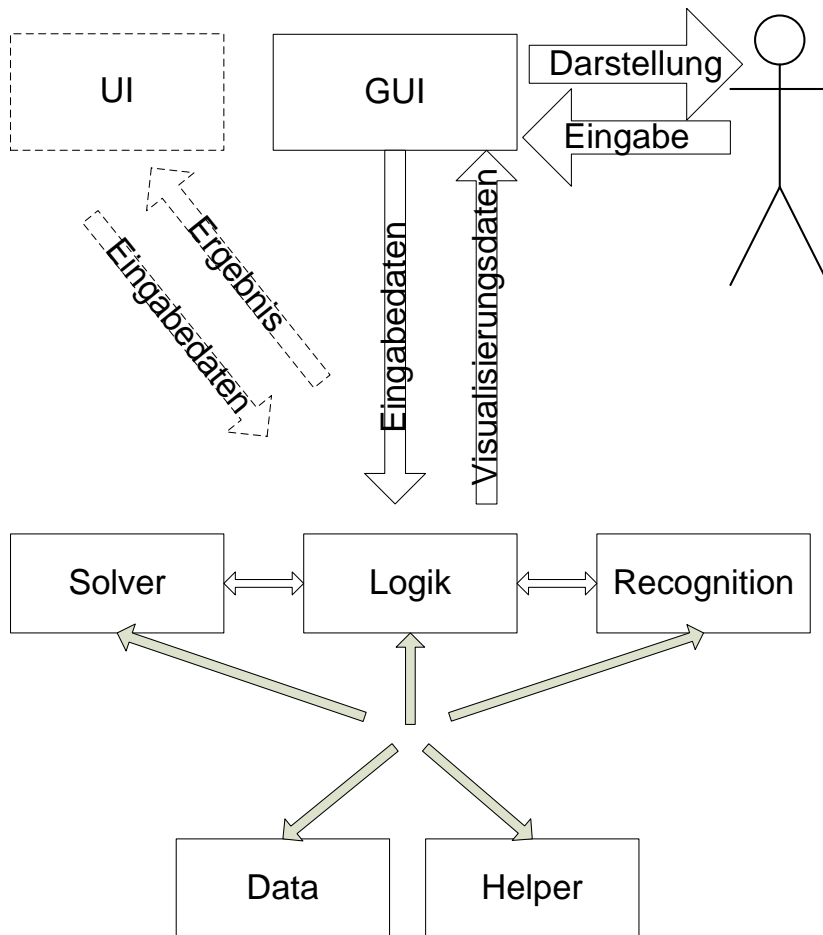 UI
GUI
Darstellung
Eingabe
Eingabedaten
Ergebnis
Eingabedaten
Visualisierungsdaten
Solver
Logik
Recognition
Data
Helper